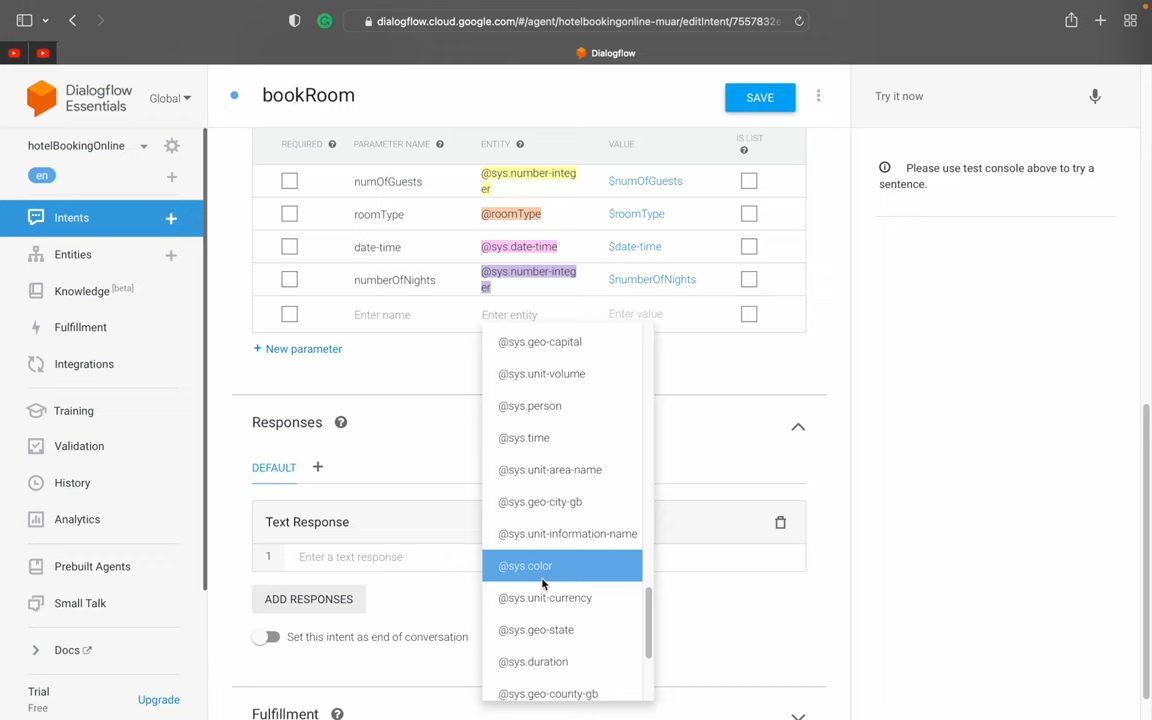 dialogflow.cloud.google.com/#/agent/hotelbookingonline-muar/editIntent/7557832e
Dialogflow
Dialogflow
Essentials
Global
bookRoom
SAVE
Try it now
hotelBookingOnline
en
Intents
Entities
Knowledge [beta]
Fulfillment
Integrations
Training
Validation
History
Analytics
Prebuilt Agents
Small Talk
Docs
Trial
Free
Upgrade
REQUIRED PARAMETER NAME ENTITY VALUE IS LIST
numOfGuests @sys.number-integ
er $numOfGuests
roomType @roomType $roomType
date-time @sys.date-time $date-time
numberOfNights @sys.number-integ
er $numberOfNights
Enter name Enter entity Enter value
+ New parameter
@sys.geo-capital
@sys.unit-volume
@sys.person
@sys.time
@sys.unit-area-name
@sys.geo-city-gb
@sys.unit-information-name
@sys.color
@sys.unit-currency
@sys.geo-state
@sys.duration
@sys.geo-county-gb
Responses
DEFAULT +
Text Response
1 Enter a text response
ADD RESPONSES
Set this intent as end of conversation
Fulfillment
Please use test console above to try a
sentence.